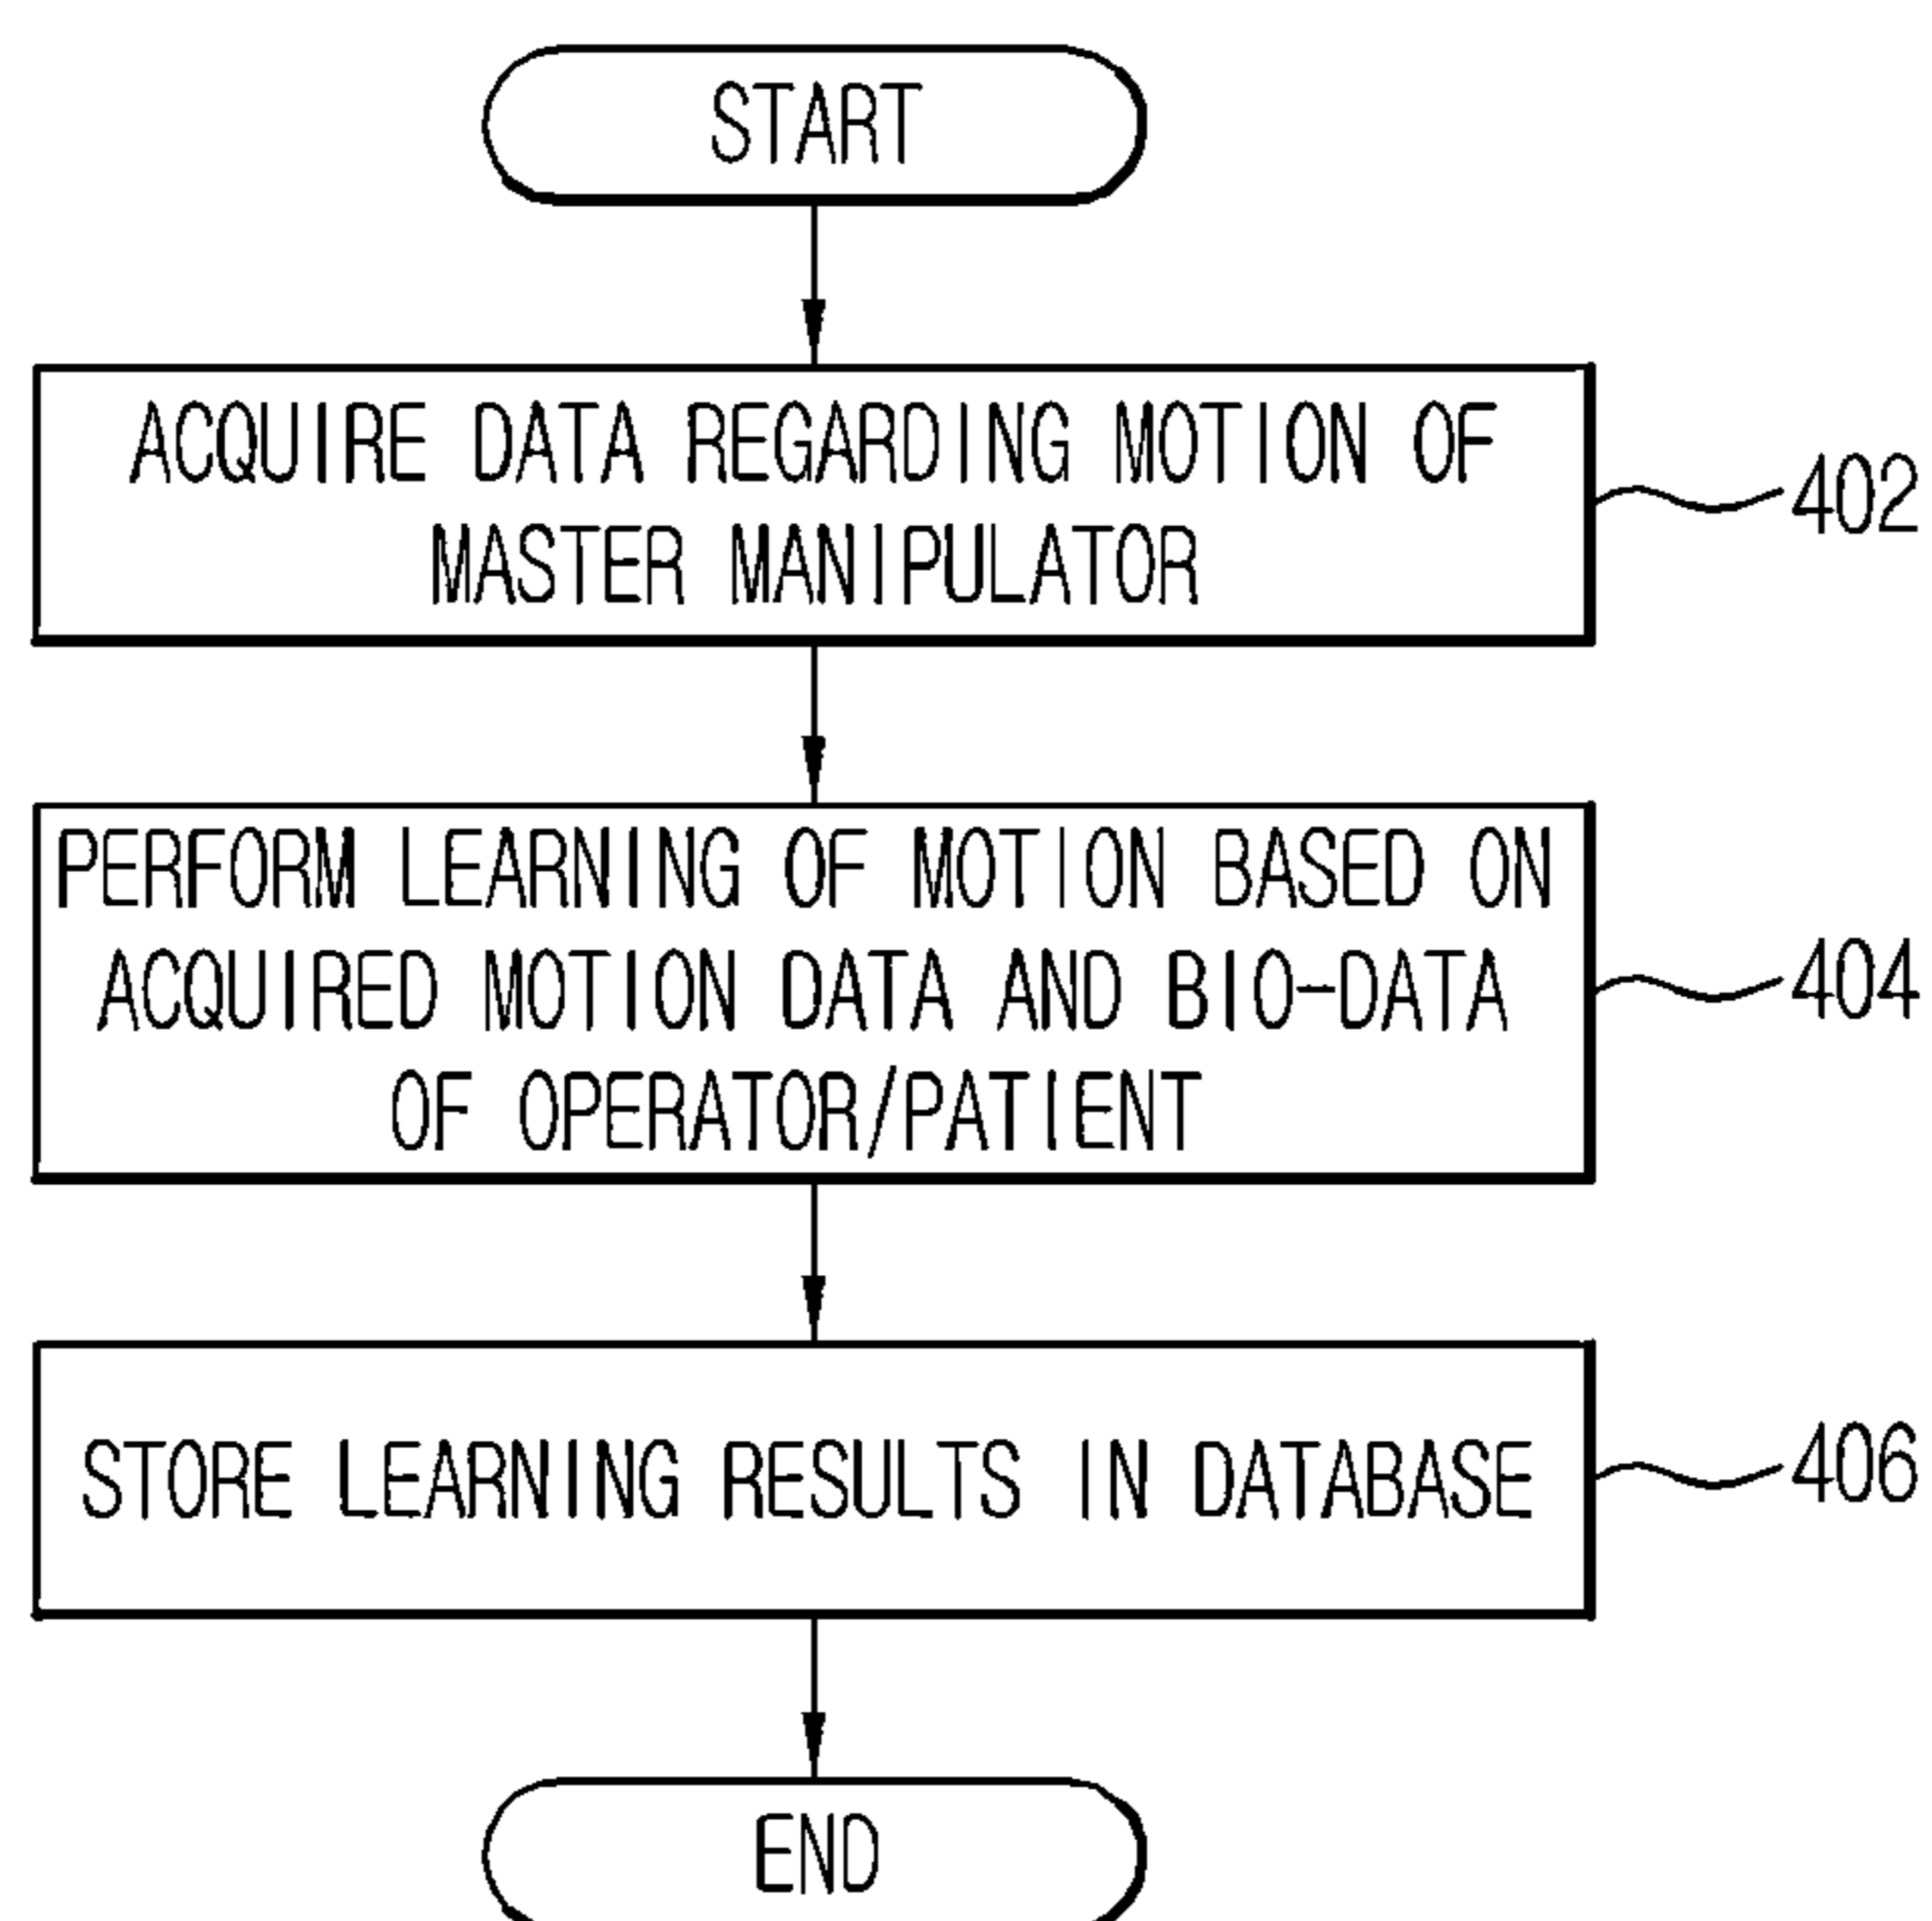 START
ACQUIRE DATA REGARDING MOTION OF
MASTER MANIPULATOR
402
PERFORM LEARNING OF MOTION BASED ON
ACQUIRED MOTION DATA AND BIO-DATA
OF OPERATOR/PATIENT
404
STORE LEARNING RESULTS IN DATABASE
406
END